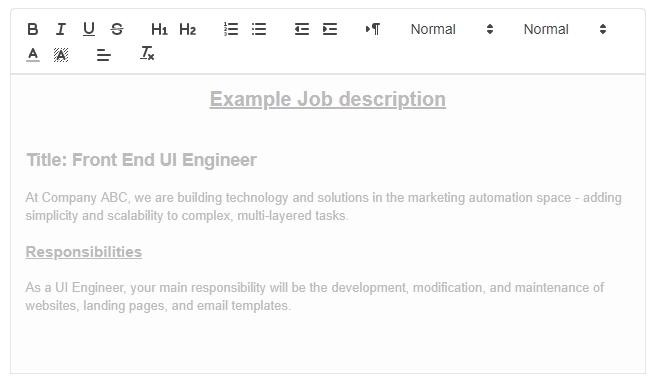 B I U S H1 H2 Normal Normal
A A Tx
Example Job description
Title: Front End UI Engineer
At Company ABC, we are building technology and solutions in the marketing automation space - adding
simplicity and scalability to complex, multi-layered tasks.
Responsibilities
As a UI Engineer, your main responsibility will be the development, modification, and maintenance of
websites, landing pages, and email templates.